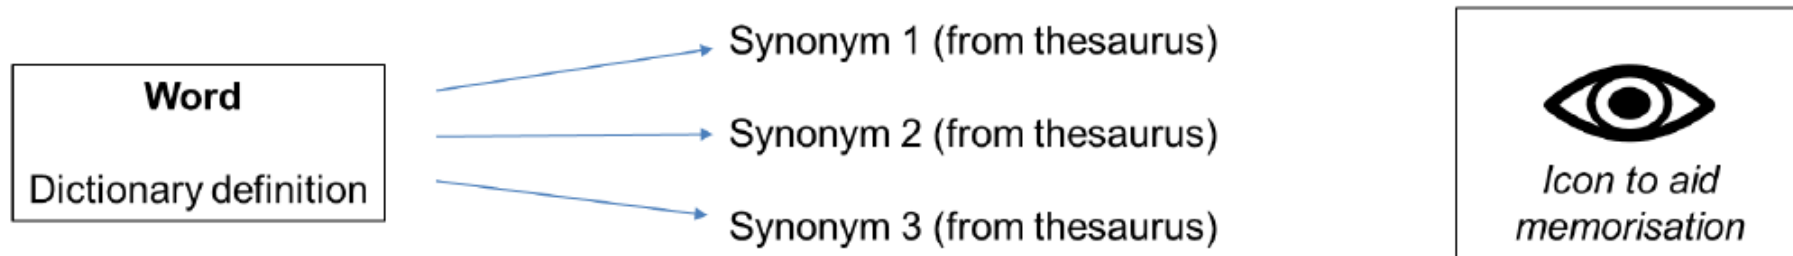 Word
Dictionary definition
Synonym 1 (from thesaurus)
Synonym 2 (from thesaurus)
Synonym 3 (from thesaurus)
Icon to aid
memorisation